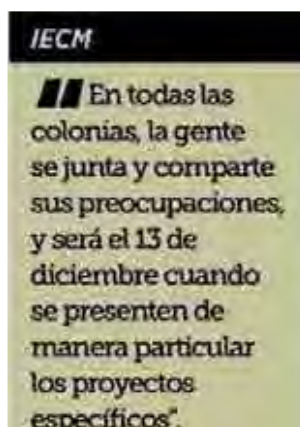 IECM
"En todas las
colonias, la gente
se junta y comparte
sus preocupaciones,
y será el 13 de
diciembre cuando
se presenten de
manera particular
los proyectos
específicos".